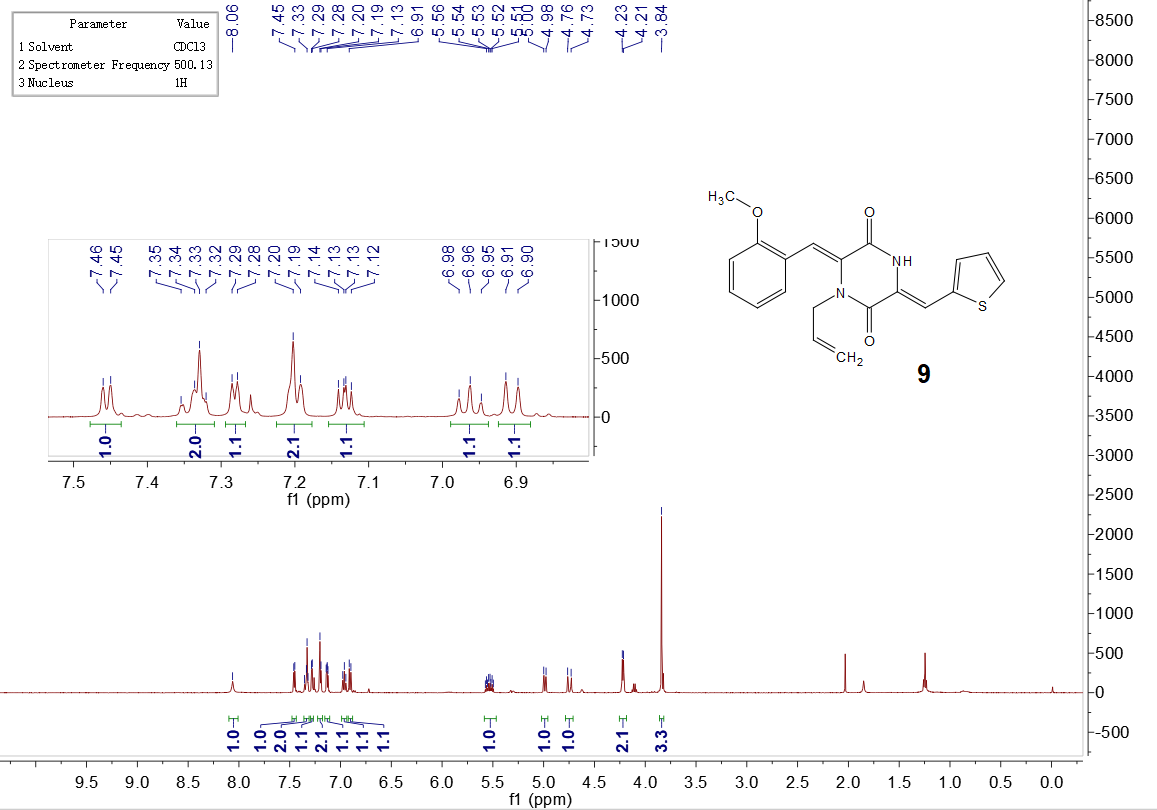 Parameter Value
1 Solvent CDCl3
2 Spectrometer Frequency 500.13
3 Nucleus 1H
8.06 7.45 7.33 7.29 7.28 7.20 7.19 7.13 6.91 5.56 5.54 5.53 5.52 5.51 5.00 4.98 4.76 4.73 4.23 4.21 3.84
8500
8000
7500
7000
6500
6000
5500
5000
4500
4000
3500
3000
2500
2000
1500
1000
500
0
-500
H3C
O
O
NH
N
O
S
CH2
9
7.46 7.45 7.35 7.34 7.33 7.32 7.29 7.28 7.20 7.19 7.14 7.13 7.13 7.12 6.98 6.96 6.95 6.91 6.90
1500
1000
500
0
1.0 2.0 1.1 2.1 1.1 1.1 1.1
7.5 7.4 7.3 7.2 7.1 7.0 6.9
f1 (ppm)
1.0 1.0 2.0 1.1 2.1 1.1 1.1 1.1 1.0 1.0 1.0 2.1 3.3
9.5 9.0 8.5 8.0 7.5 7.0 6.5 6.0 5.5 5.0 4.5 4.0 3.5 3.0 2.5 2.0 1.5 1.0 0.5 0.0
f1 (ppm)